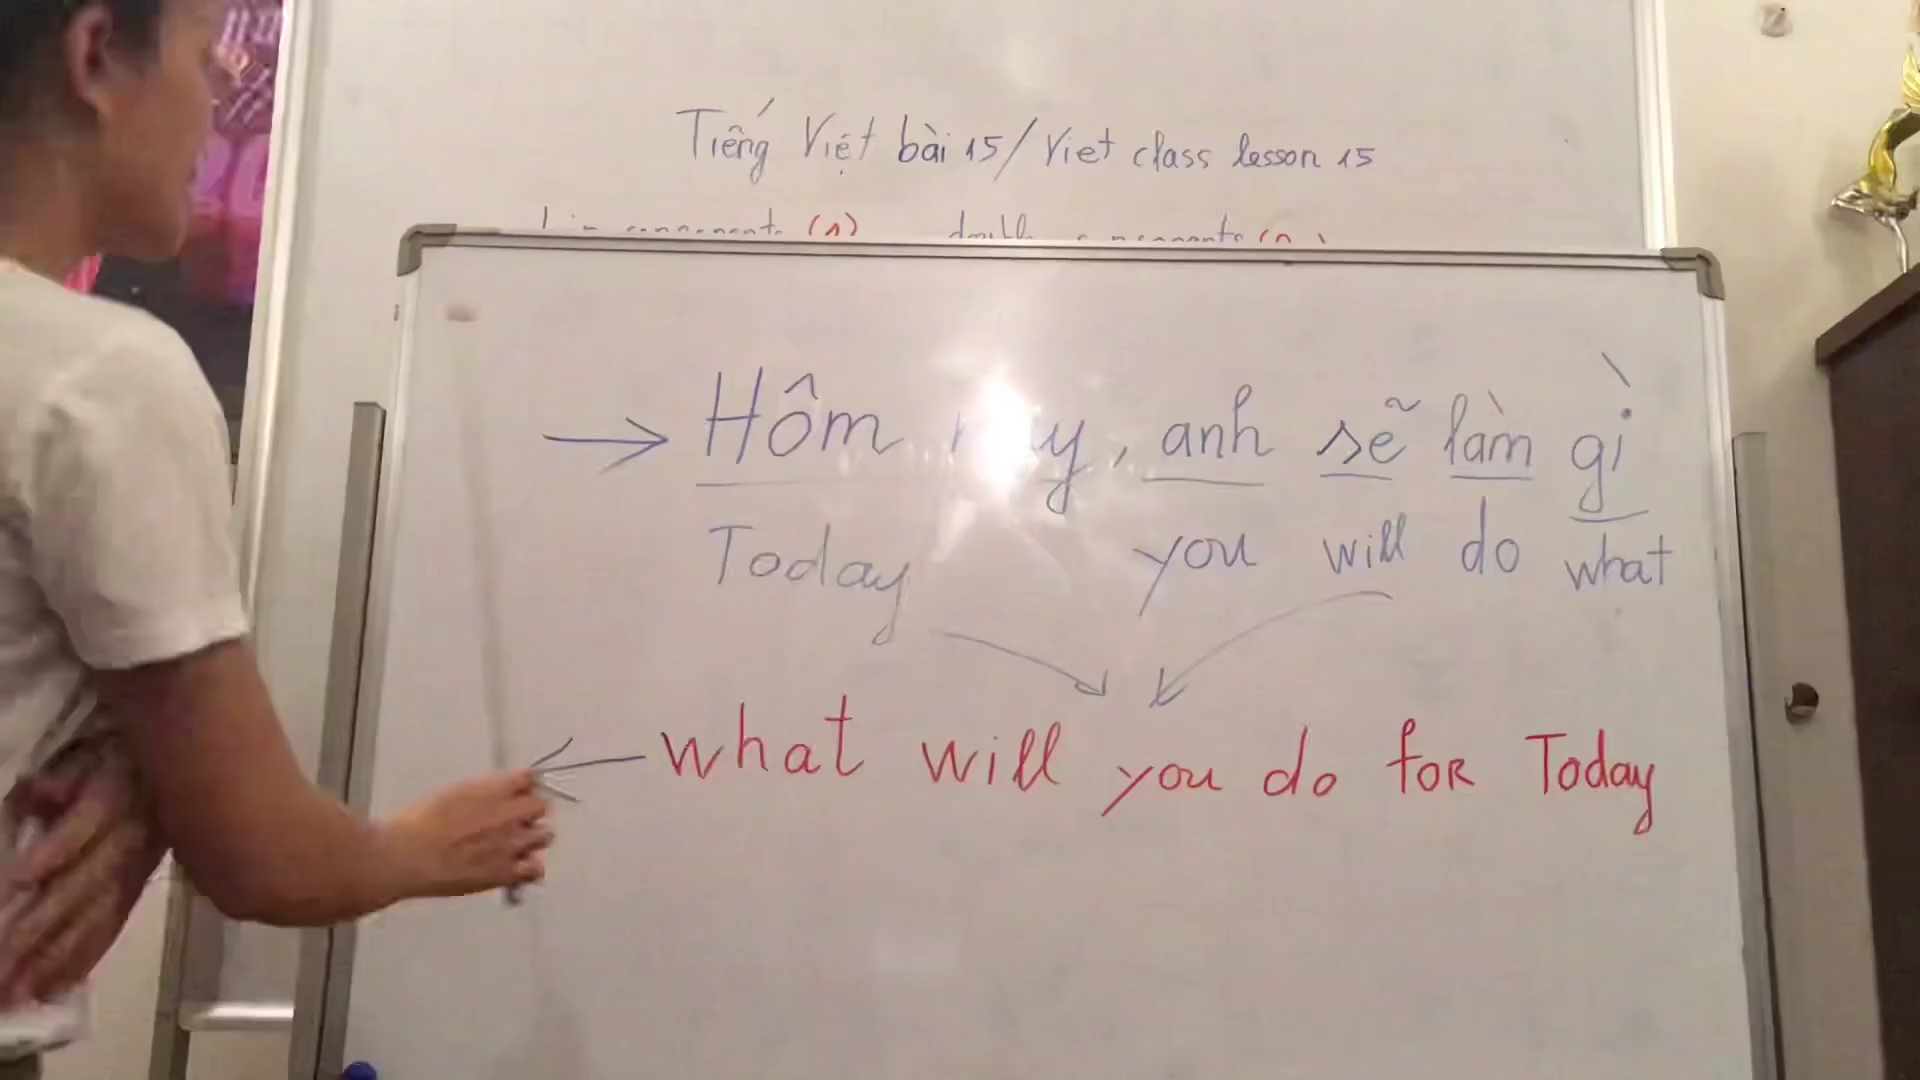 Tiếng Việt bài 15/ Viet class lesson 15
Hôm, anh sẽ làm gì
Today you will do what
what will you do foR Today